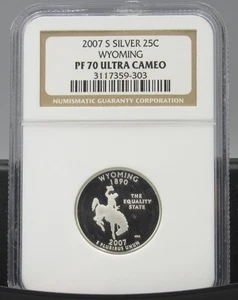 2007 S SILVER 25C
WYOMING
PF 70 ULTRA CAMEO
3117359-303
NUMISMATIC GUARANTY CORPORATION
WYOMING
1890
THE
EQUALITY
STATE
2007
E PLURIBUS UNUM